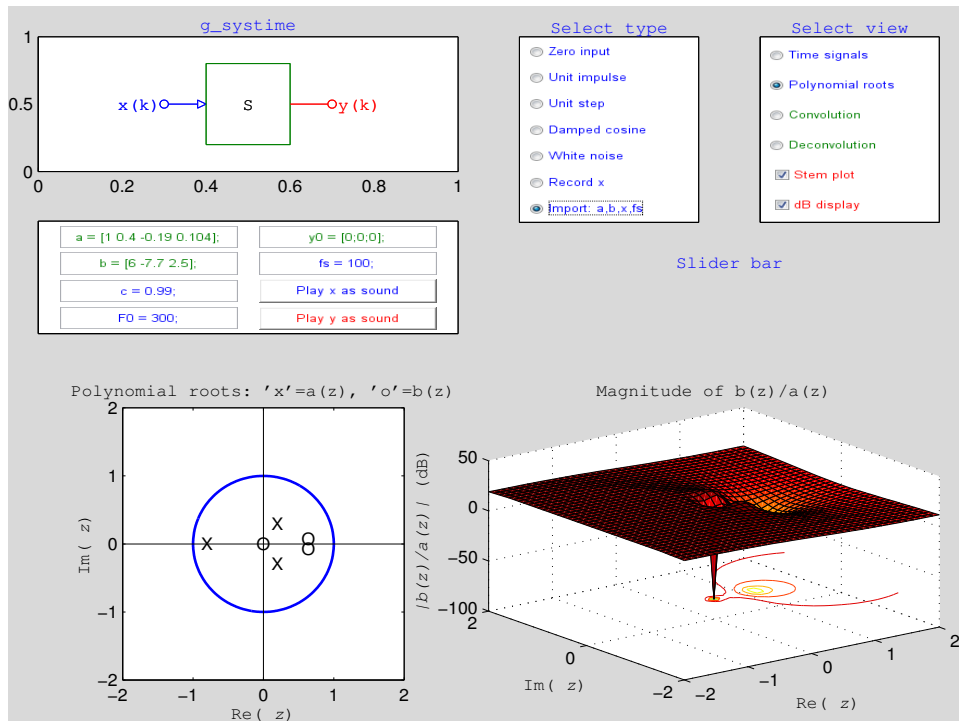 g_systime
1
0.5
0
0
0.2
0.4
0.6
0.8
1
x(k)
S
y(k)
Select type
Zero input
Unit impulse
Unit step
Damped cosine
White noise
Record x
Import: a,b,x,fs
Select view
Time signals
Polynomial roots
Convolution
Deconvolution
Stem plot
dB display
a = [1 0.4 -0.19 0.104];
y0 = [0;0;0];
b = [6 -7.7 2.5];
fs = 100;
c = 0.99;
Play x as sound
F0 = 300;
Play y as sound
Slider bar
Polynomial roots: 'x'=a(z), 'o'=b(z)
2
1
0
−1
−2
−2
−1
0
1
2
Im( z)
Re( z)
X
X
X
O
O
O
Magnitude of b(z)/a(z)
|b(z)/a(z)| (dB)
50
0
−50
−100
2
0
−2
Im( z)
−2
−1
0
1
2
Re( z)